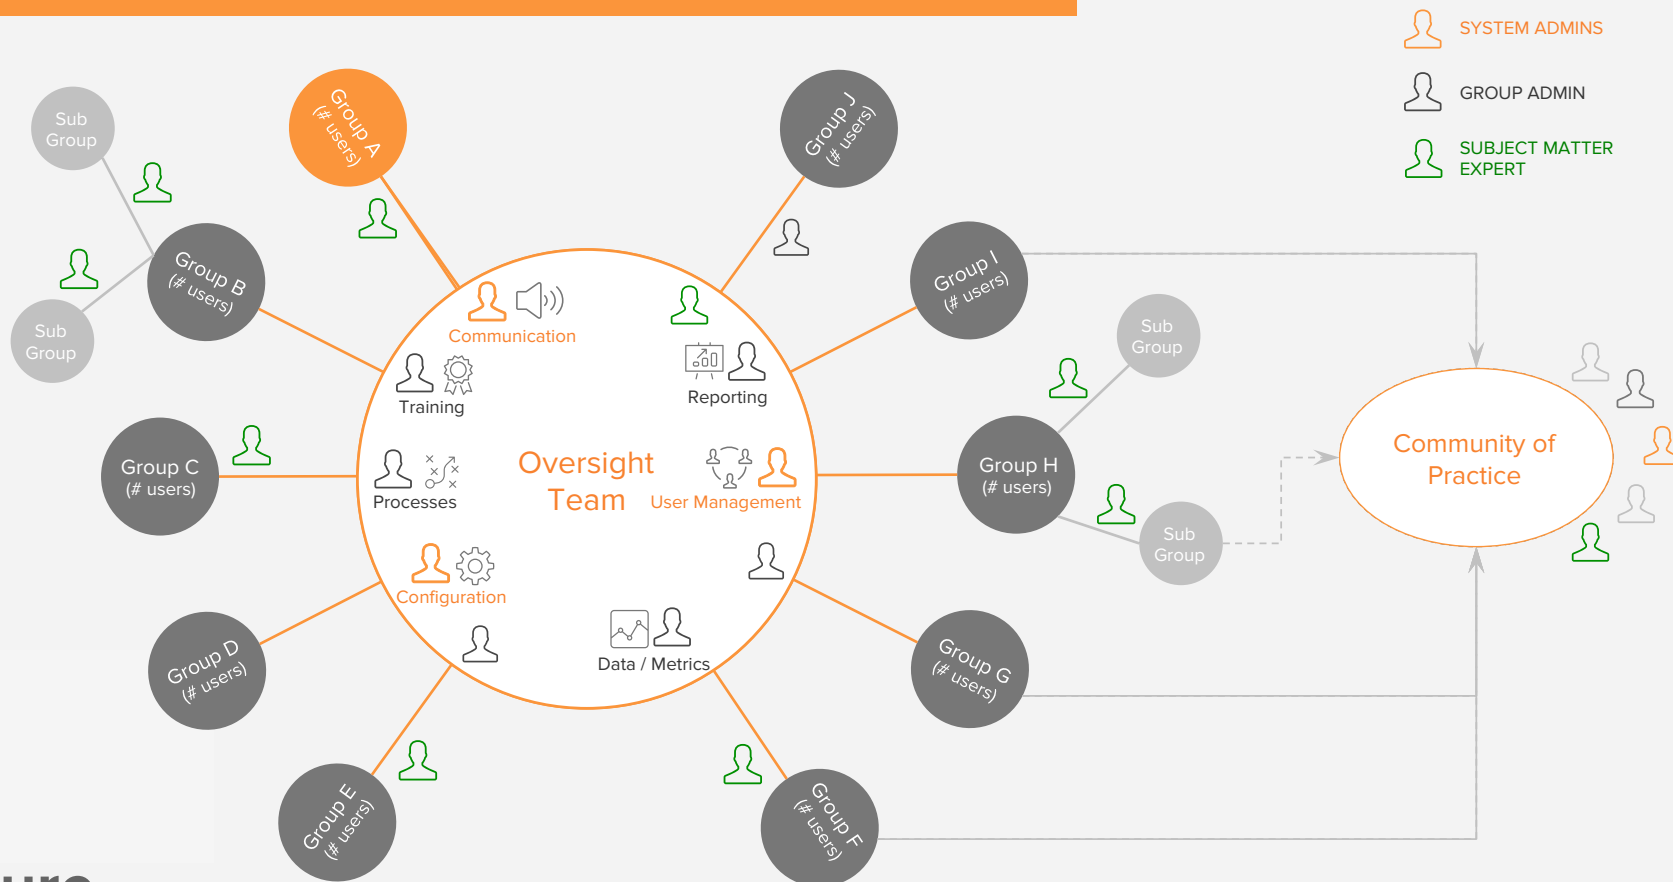 SYSTEM ADMINS
GROUP ADMIN
SUBJECT MATTER
EXPERT
Sub
Group
Group A
(# users)
Group J
(# users)
Group B
(# users)
Sub
Group
Group I
(# users)
Communication
Training
Reporting
Sub
Group
Group C
(# users)
Processes
Oversight
Team
User Management
Group H
(# users)
Community of
Practice
Sub
Group
Configuration
Data / Metrics
Group D
(# users)
Group G
(# users)
Group E
(# users)
Group F
(# users)